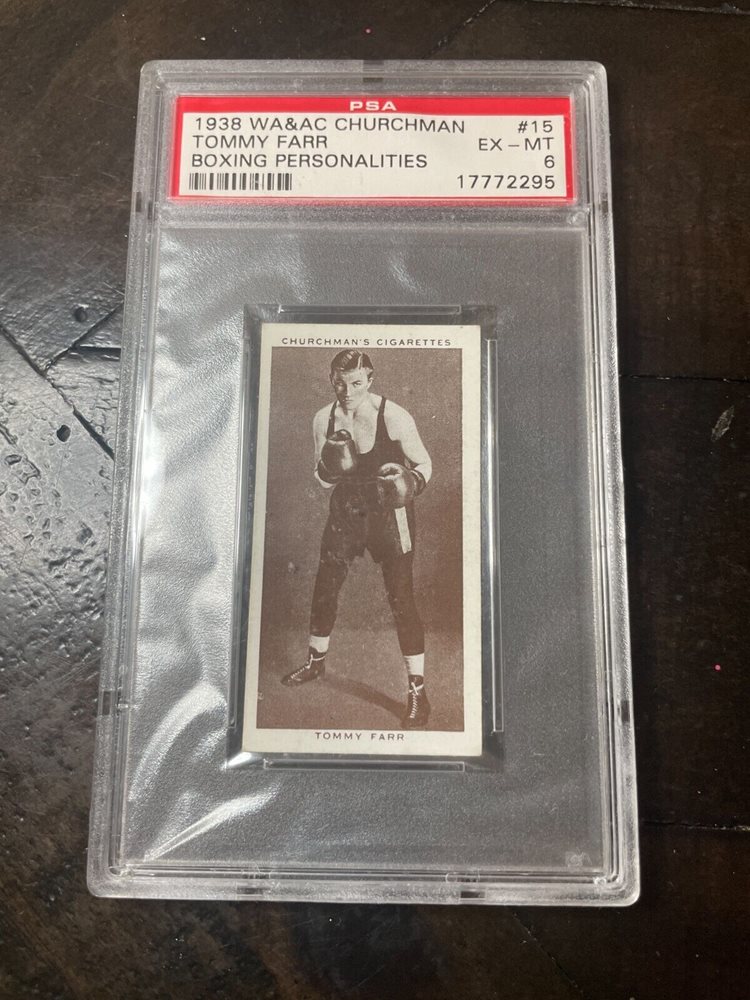 PSA
1938 WA&AC CHURCHMAN #15
TOMMY FARR EX - MT
BOXING PERSONALITIES 6
17772295
CHURCHMAN'S CIGARETTES
TOMMY FARR